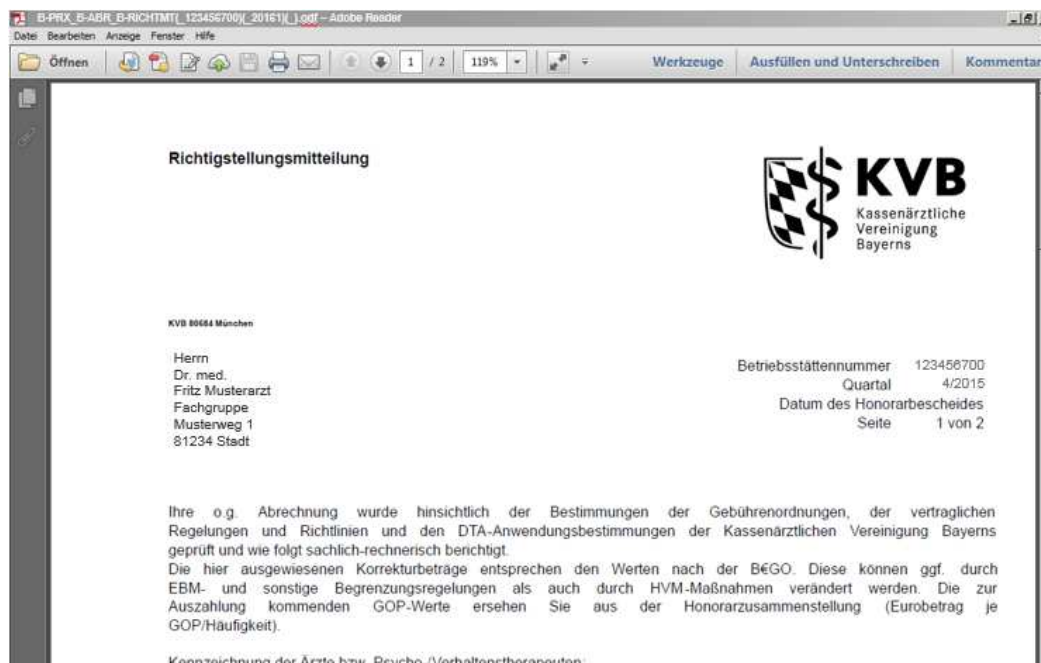 B-PRX_B-ABR_B-RICHTMT(_123456700)(_20161)(_).pdf – Adobe Reader
Datei Bearbeiten Anzeige Fenster Hilfe
Öffnen 1 / 2 119% Werkzeuge Ausfüllen und Unterschreiben Kommentar
Richtigstellungsmitteilung
KVB
Kassenärztliche
Vereinigung
Bayerns
KVB 80684 München
Herrn
Dr. med.
Fritz Musterarzt
Fachgruppe
Musterweg 1
81234 Stadt
Betriebsstättennummer 123456700
Quartal 4/2015
Datum des Honorarbescheides
Seite 1 von 2
Ihre o.g. Abrechnung wurde hinsichtlich der Bestimmungen der Gebührenordnungen, der vertraglichen
Regelungen und Richtlinien und den DTA-Anwendungsbestimmungen der Kassenärztlichen Vereinigung Bayerns
geprüft und wie folgt sachlich-rechnerisch berichtigt.
Die hier ausgewiesenen Korrekturbeträge entsprechen den Werten nach der B€GO. Diese können ggf. durch
EBM- und sonstige Begrenzungsregelungen als auch durch HVM-Maßnahmen verändert werden. Die zur
Auszahlung kommenden GOP-Werte ersehen Sie aus der Honorarzusammenstellung (Eurobetrag je
GOP/Häufigkeit).
Kennzeichnung der Ärzte bzw. Psycho-/Verhaltenstherapeuten: